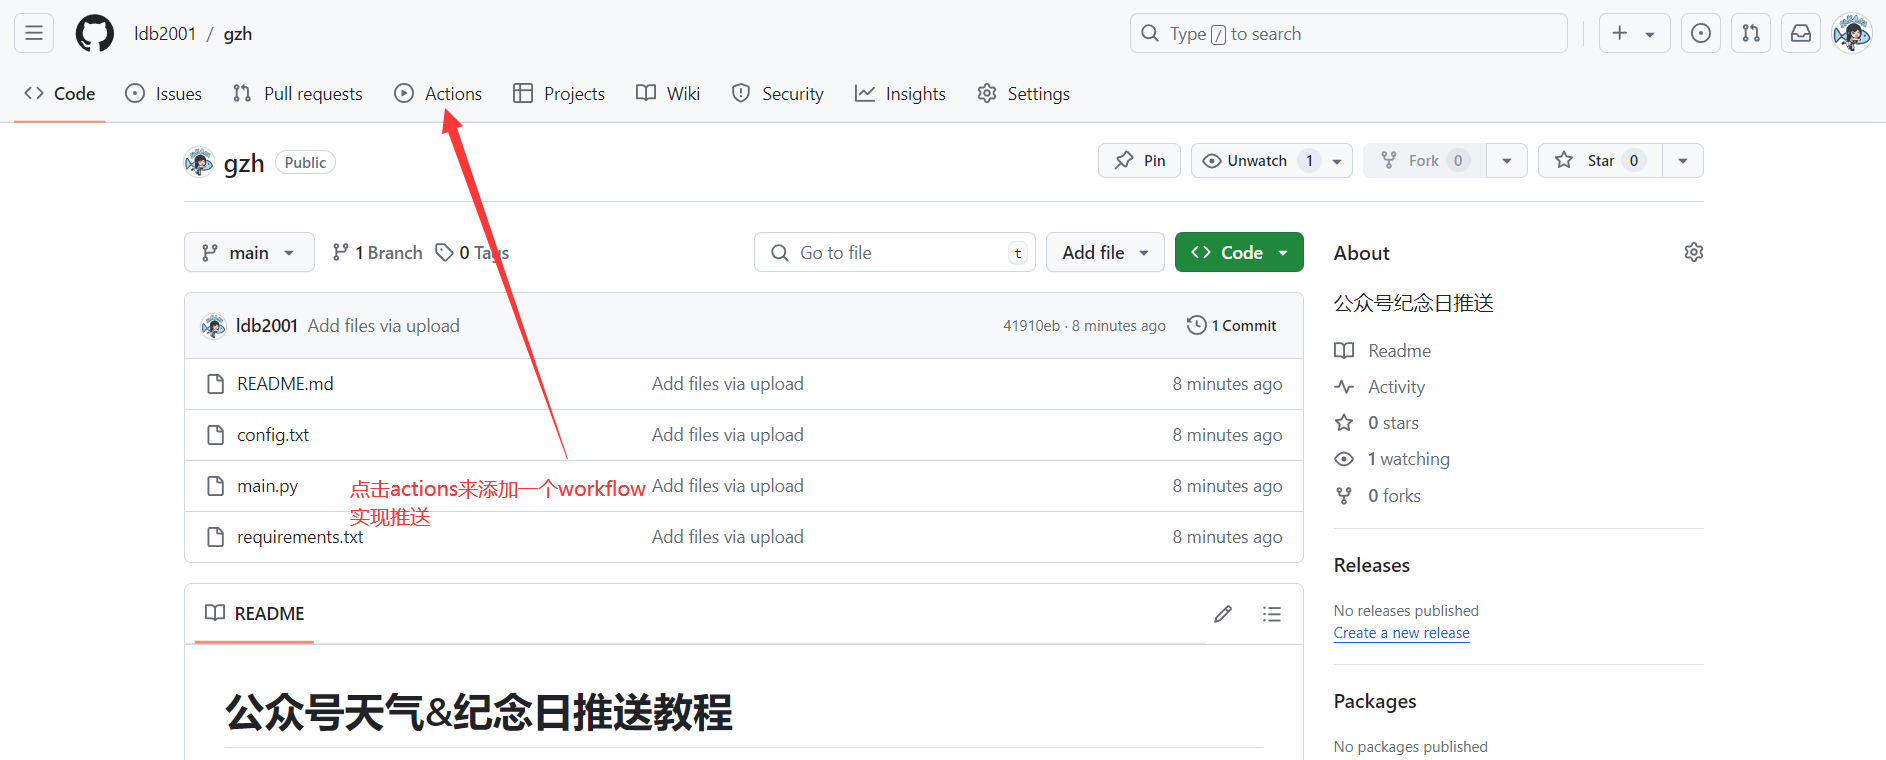 ldb2001 / gzh
Type / to search
Code Issues Pull requests Actions Projects Wiki Security Insights Settings
gzh Public
Pin Unwatch 1 Fork 0 Star 0
main 1 Branch 0 Tags
Go to file t Add file Code
ldb2001 Add files via upload 41910eb · 8 minutes ago 1 Commit
README.md Add files via upload 8 minutes ago
config.txt Add files via upload 8 minutes ago
main.py Add files via upload 8 minutes ago
点击actions来添加一个workflow
实现推送
requirements.txt Add files via upload 8 minutes ago
README
公众号天气&纪念日推送教程
About
公众号纪念日推送
Readme
Activity
0 stars
1 watching
0 forks
Releases
No releases published
Create a new release
Packages
No packages published